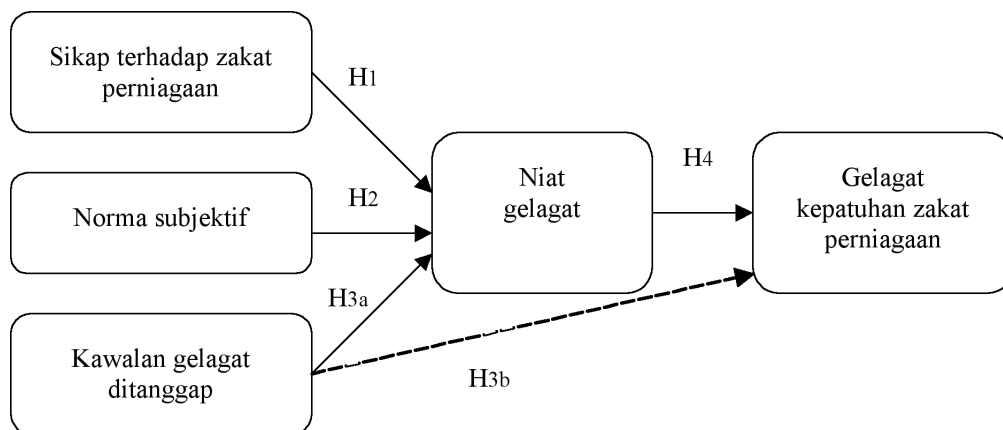 Sikap terhadap zakat
perniagaan
H1
Norma subjektif
H2
Kawalan gelagat
ditanggap
H3a
H3b
Niat
gelagat
H4
Gelagat
kepatuhan zakat
perniagaan